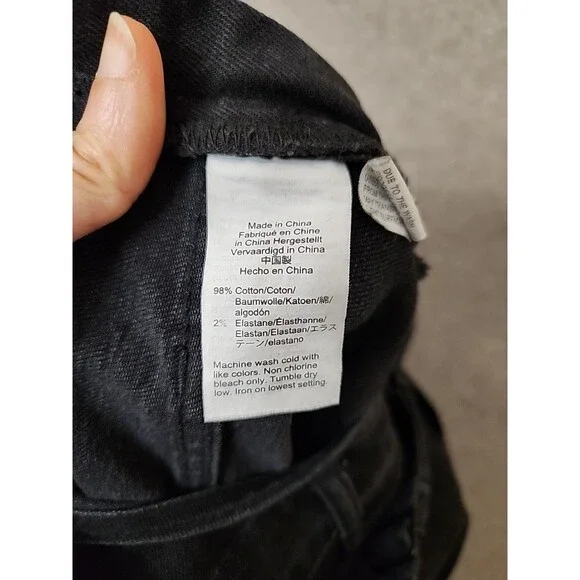 Made in China
Fabriqué en Chine
in China Hergestellt
Vervaardigd in China
中国製
Hecho en China
98% Cotton/Coton/
Baumwolle/Katoen/綿/
algodón
2% Elastane/Élasthanne/
Elastan/Elastaan/エラス
テーン/elastano
Machine wash cold with
like colors. Non chlorine
bleach only. Tumble dry
low. Iron on lowest setting.
DUE TO THE